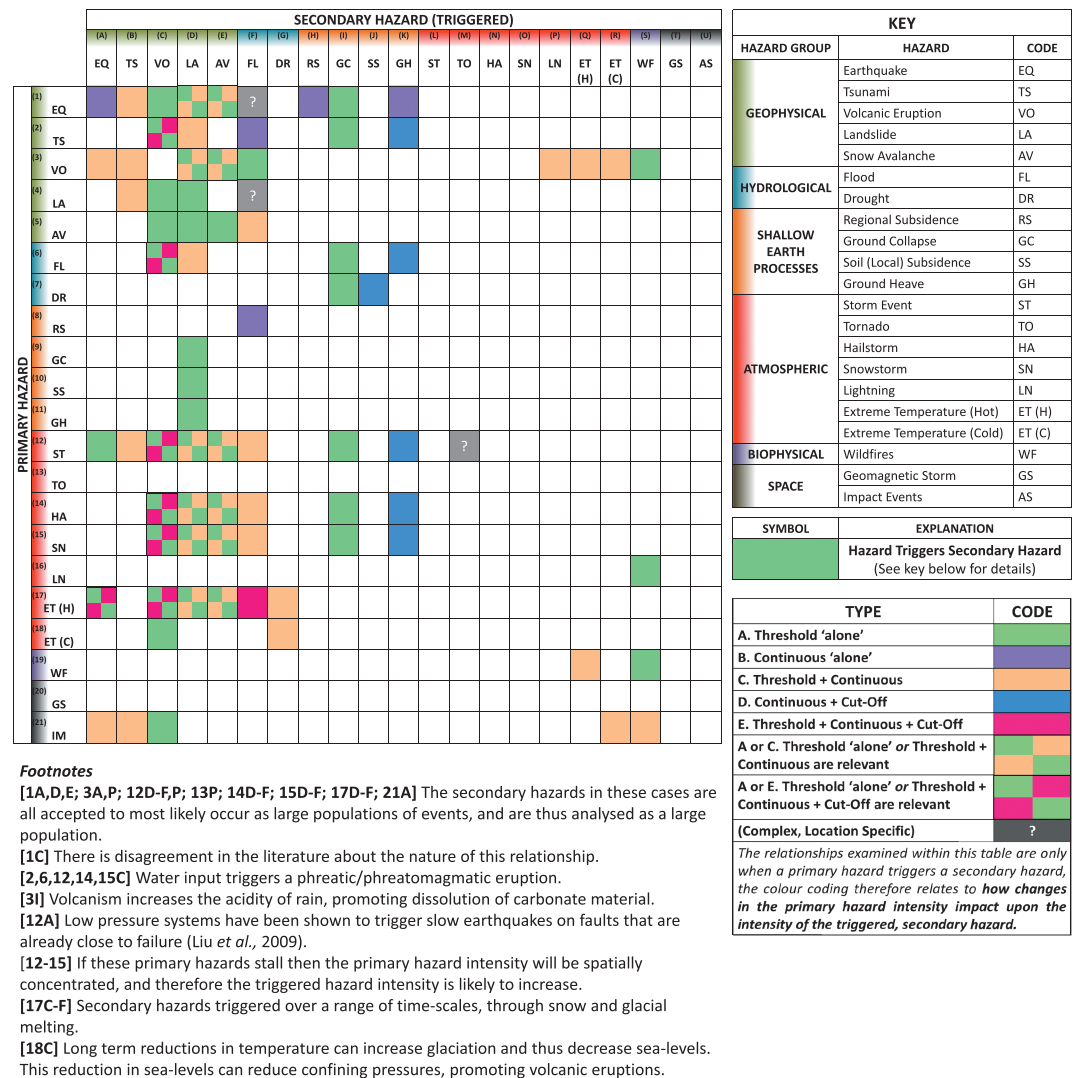 SECONDARY HAZARD (TRIGGERED)
(A) (B) (C) (D) (E) (F) (G) (H) (I) (J) (K) (L) (M) (N) (O) (P) (Q) (R) (S) (T) (U)
EQ TS VO LA AV FL DR RS GC SS GH ST TO HA SN LN ET (H) ET (C) WF GS AS
PRIMARY HAZARD
(1) EQ ?
(2) TS
(3) VO
(4) LA ?
(5) AV
(6) FL
(7) DR
(8) RS
(9) GC
(10) SS
(11) GH
(12) ST ?
(13) TO
(14) HA
(15) SN
(16) LN
(17) ET (H)
(18) ET (C)
(19) WF
(20) GS
(21) IM
Footnotes
[1A,D,E; 3A,P; 12D-F,P; 13P; 14D-F; 15D-F; 17D-F; 21A] The secondary hazards in these cases are
all accepted to most likely occur as large populations of events, and are thus analysed as a large
population.
[1C] There is disagreement in the literature about the nature of this relationship.
[2,6,12,14,15C] Water input triggers a phreatic/phreatomagmatic eruption.
[3I] Volcanism increases the acidity of rain, promoting dissolution of carbonate material.
[12A] Low pressure systems have been shown to trigger slow earthquakes on faults that are
already close to failure (Liu et al., 2009).
[12-15] If these primary hazards stall then the primary hazard intensity will be spatially
concentrated, and therefore the triggered hazard intensity is likely to increase.
[17C-F] Secondary hazards triggered over a range of time-scales, through snow and glacial
melting.
[18C] Long term reductions in temperature can increase glaciation and thus decrease sea-levels.
This reduction in sea-levels can reduce confining pressures, promoting volcanic eruptions.
KEY
HAZARD GROUP HAZARD CODE
GEOPHYSICAL
Earthquake EQ
Tsunami TS
Volcanic Eruption VO
Landslide LA
Snow Avalanche AV
HYDROLOGICAL
Flood FL
Drought DR
SHALLOW
EARTH
PROCESSES
Regional Subsidence RS
Ground Collapse GC
Soil (Local) Subsidence SS
Ground Heave GH
ATMOSPHERIC
Storm Event ST
Tornado TO
Hailstorm HA
Snowstorm SN
Lightning LN
Extreme Temperature (Hot) ET (H)
Extreme Temperature (Cold) ET (C)
BIOPHYSICAL
Wildfires WF
SPACE
Geomagnetic Storm GS
Impact Events AS
SYMBOL EXPLANATION
Hazard Triggers Secondary Hazard
(See key below for details)
TYPE CODE
A. Threshold ‘alone’
B. Continuous ‘alone’
C. Threshold + Continuous
D. Continuous + Cut-Off
E. Threshold + Continuous + Cut-Off
A or C. Threshold ‘alone’ or Threshold +
Continuous are relevant
A or E. Threshold ‘alone’ or Threshold +
Continuous + Cut-Off are relevant
(Complex, Location Specific) ?
The relationships examined within this table are only
when a primary hazard triggers a secondary hazard,
the colour coding therefore relates to how changes
in the primary hazard intensity impact upon the
intensity of the triggered, secondary hazard.